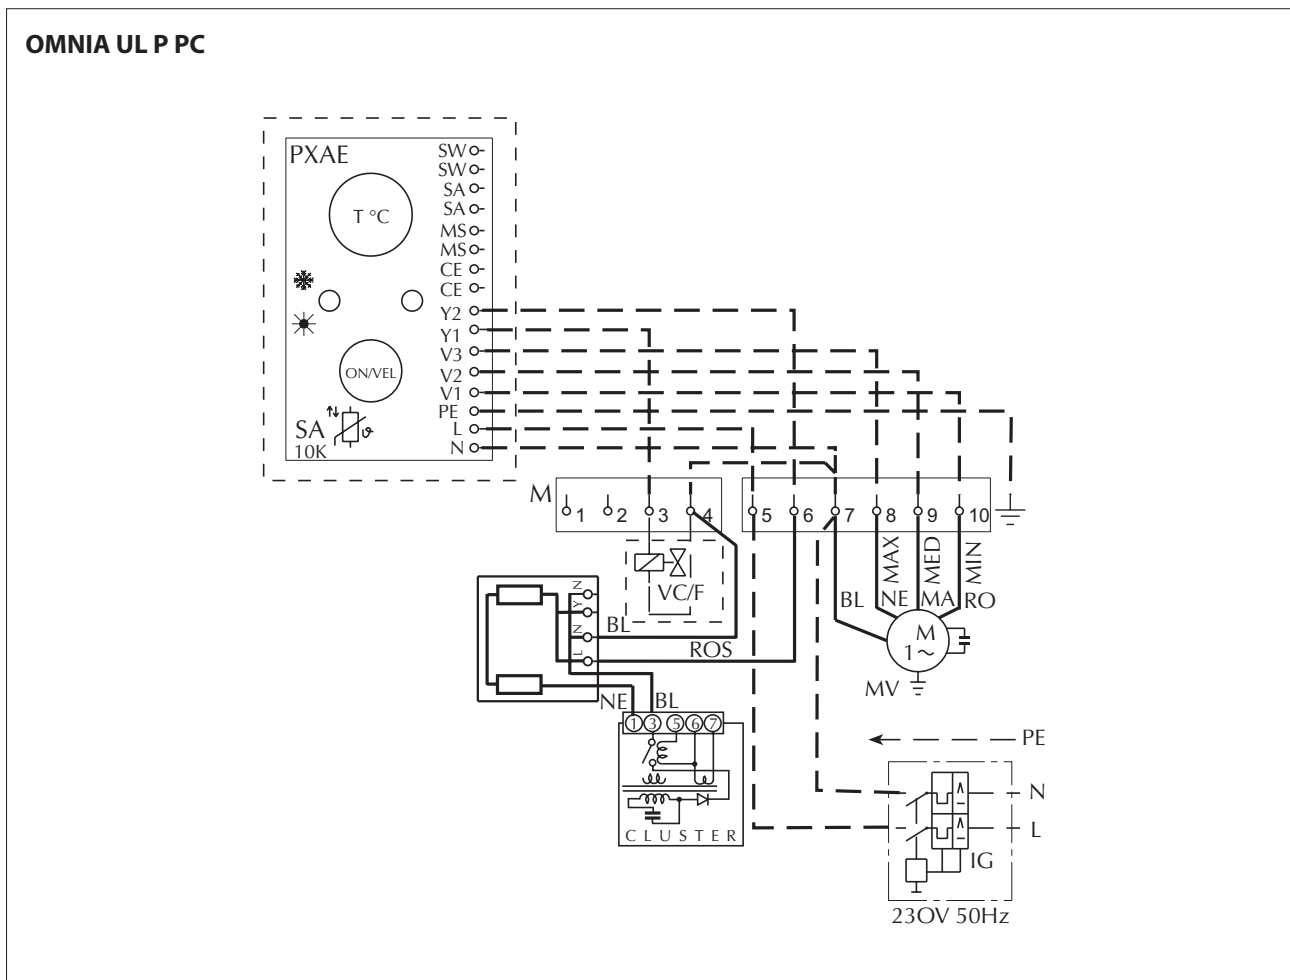 OMNIA UL P PC
PXAE
T °C
ON/VEL
SA
10K
SW
SW
SA
SA
MS
MS
CE
CE
Y2
Y1
V3
V2
V1
PE
L
N
M
1 2 3 4 5 6 7 8 9 10
VC/F
MAX
MED
MIN
BL NE MA RO
M
1~
MV
N
Y
N
L
BL
ROS
NE BL
1 3 5 6 7
CLUSTER
PE
N
L
IG
230V 50Hz